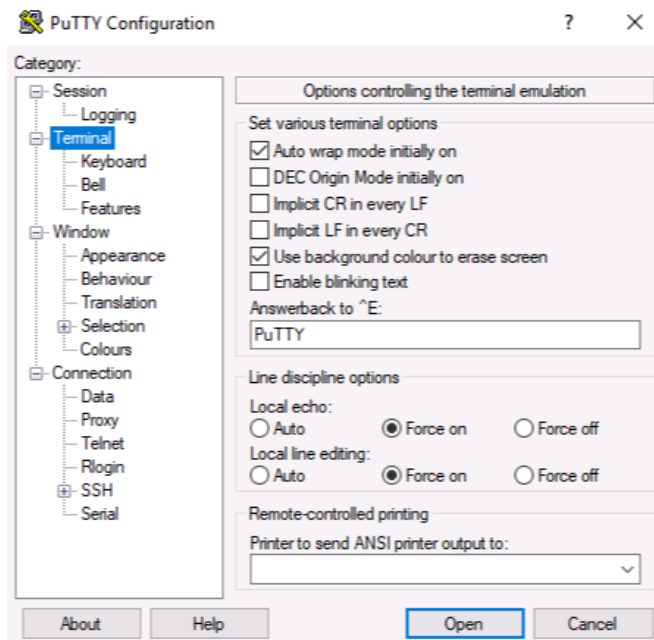 PuTTY Configuration ? ×
Category:
Session
Logging
Terminal
Keyboard
Bell
Features
Window
Appearance
Behaviour
Translation
Selection
Colours
Connection
Data
Proxy
Telnet
Rlogin
SSH
Serial
Options controlling the terminal emulation
Set various terminal options
Auto wrap mode initially on
DEC Origin Mode initially on
Implicit CR in every LF
Implicit LF in every CR
Use background colour to erase screen
Enable blinking text
Answerback to ^E:
PuTTY
Line discipline options
Local echo:
Auto Force on Force off
Local line editing:
Auto Force on Force off
Remote-controlled printing
Printer to send ANSI printer output to:
About Help Open Cancel